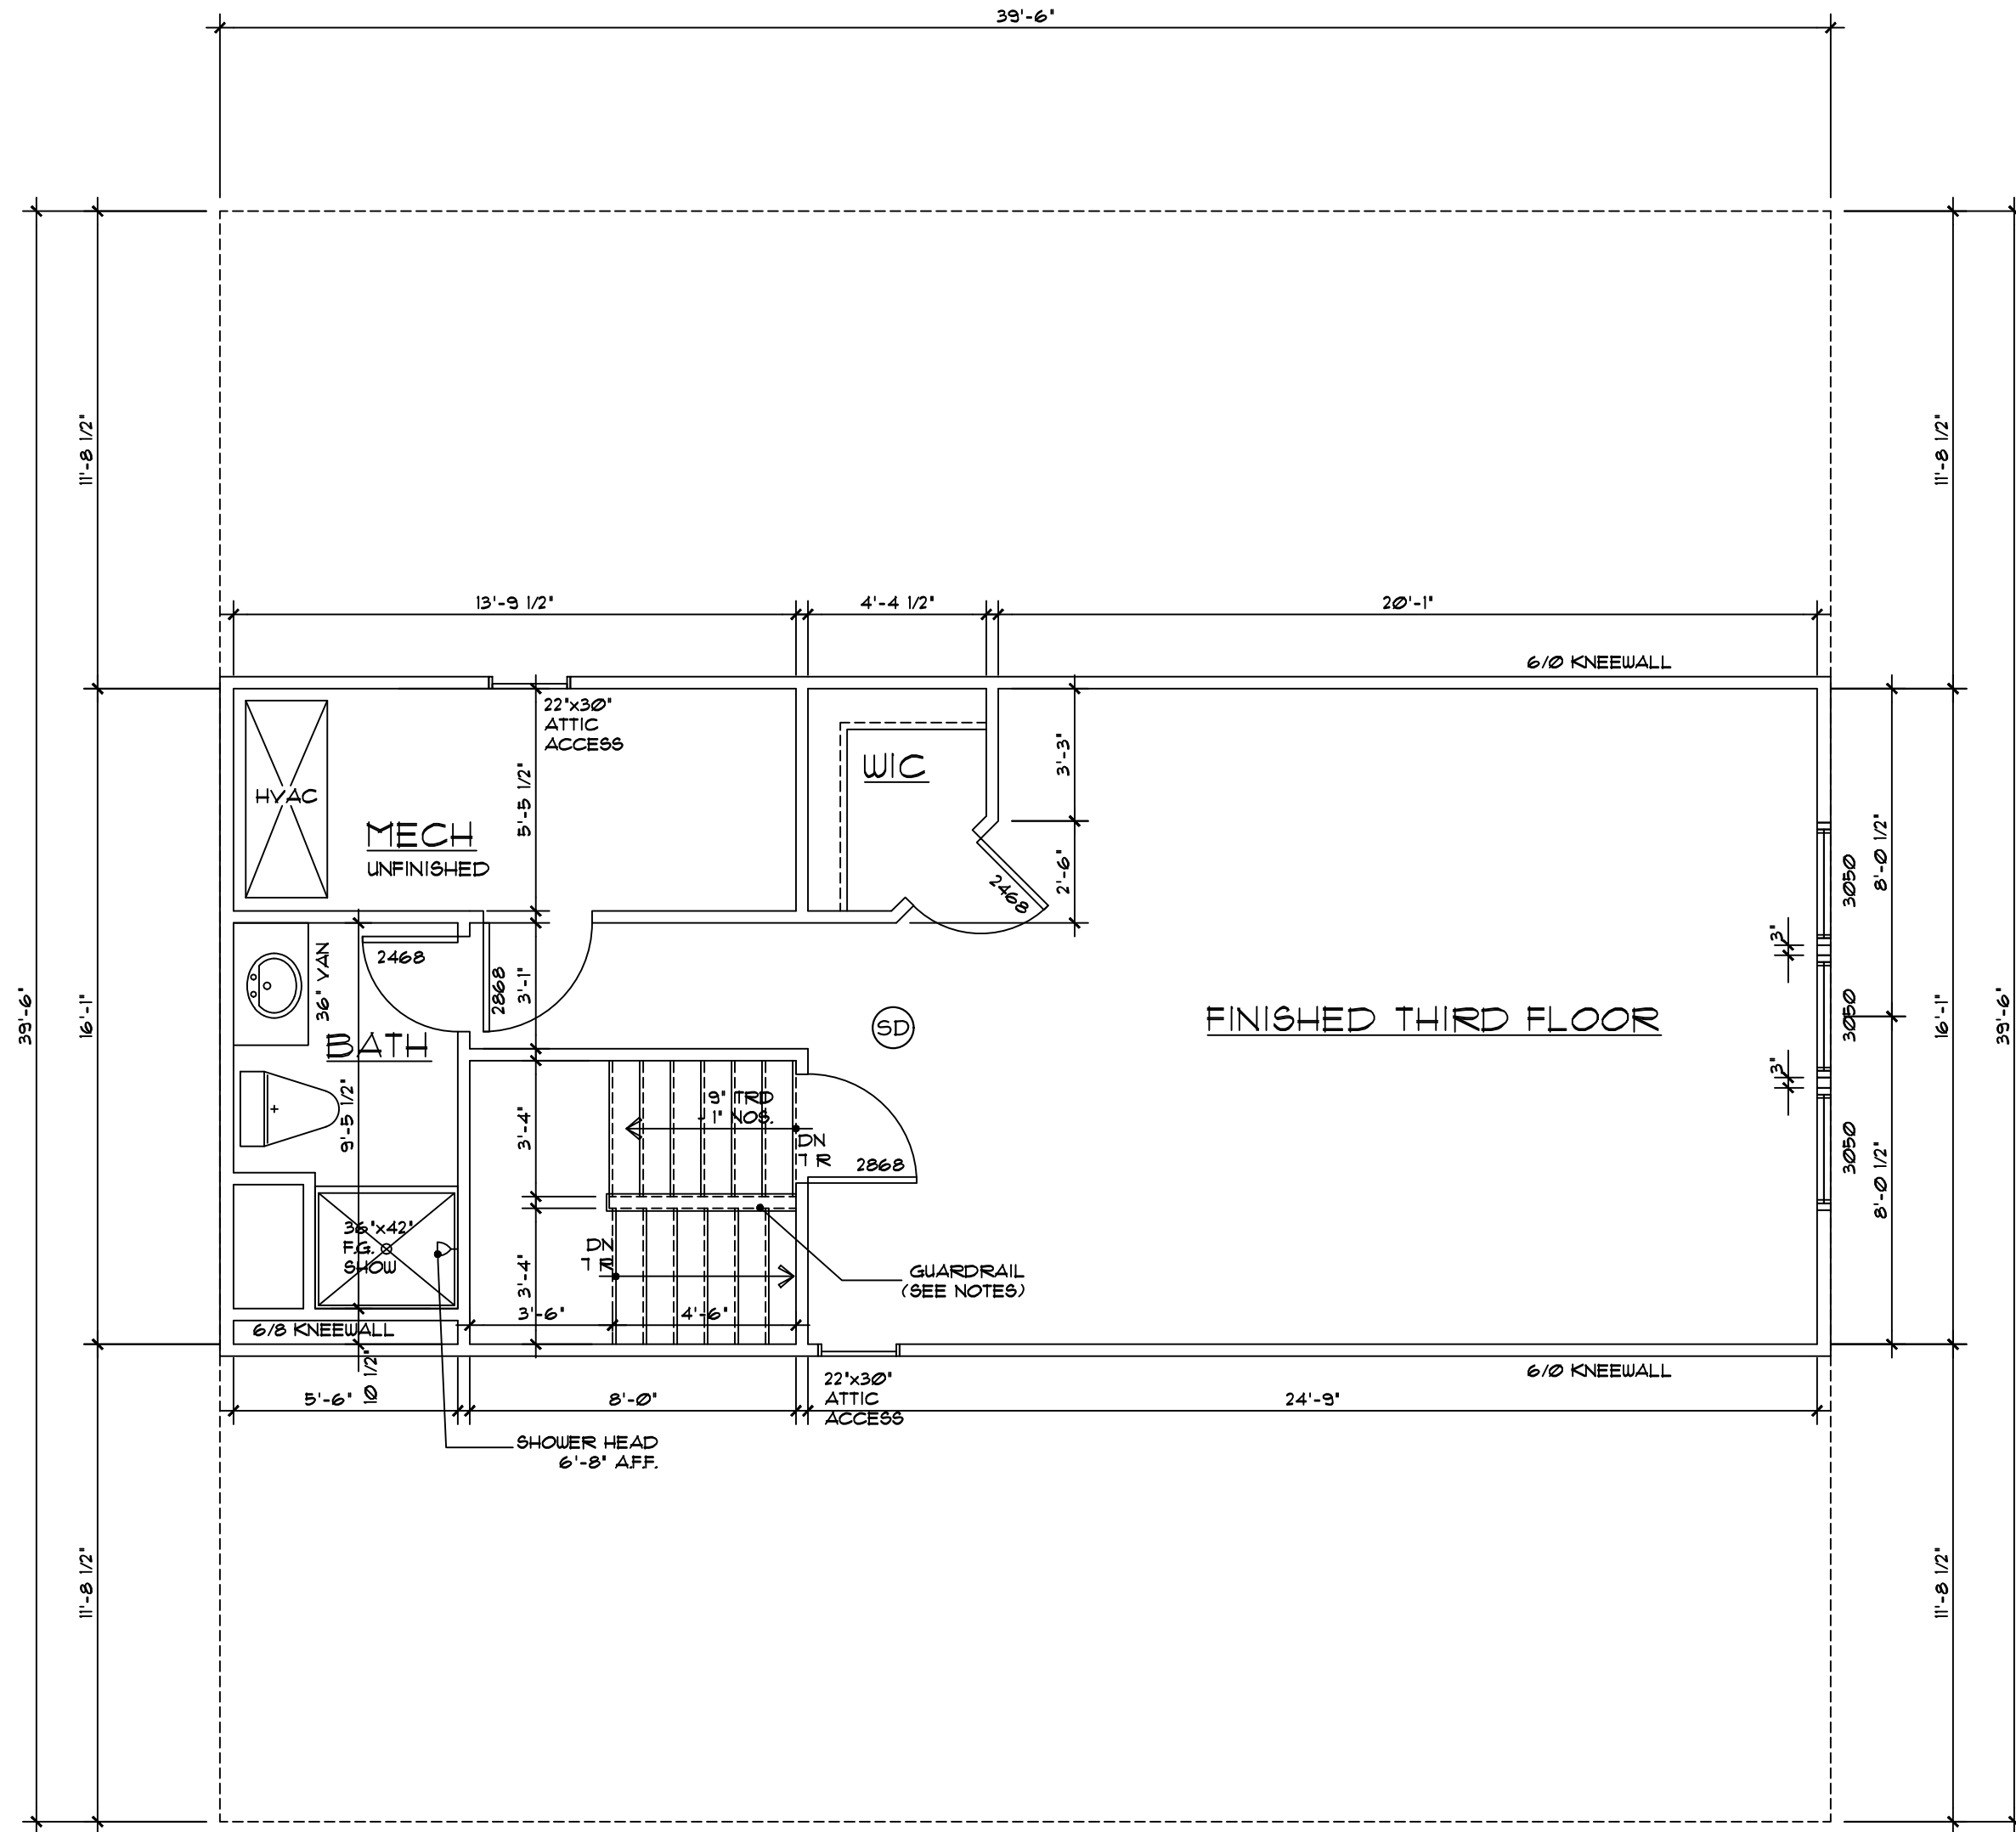 39'-6"
11'-8 1/2"
11'-8 1/2"
13'-9 1/2"
4'-4 1/2"
20'-1"
6/0 KNEEWALL
22"x30"
ATTIC
ACCESS
WIC
HVAC
MECH
UNFINISHED
5'-5 1/2"
3'-3"
2'-6"
2468
8'-0 1/2"
3050
2468
36" VAN
2868
3'-1"
3"
39'-6"
16'-1"
BATH
SD
FINISHED THIRD FLOOR
3050
16'-1"
39'-6"
3"
9'-5 1/2"
3'-4"
9" TRD
1" NOS.
DN
2868
3050
8'-0 1/2"
36"x42"
F.G.
SHOW
DN
3'-4"
GUARDRAIL
(SEE NOTES)
3'-6"
4'-6"
6/8 KNEEWALL
10 1/2"
6/0 KNEEWALL
22"x30"
ATTIC
ACCESS
5'-6"
8'-0"
24'-9"
SHOWER HEAD
6'-8" A.F.F.
11'-8 1/2"
11'-8 1/2"